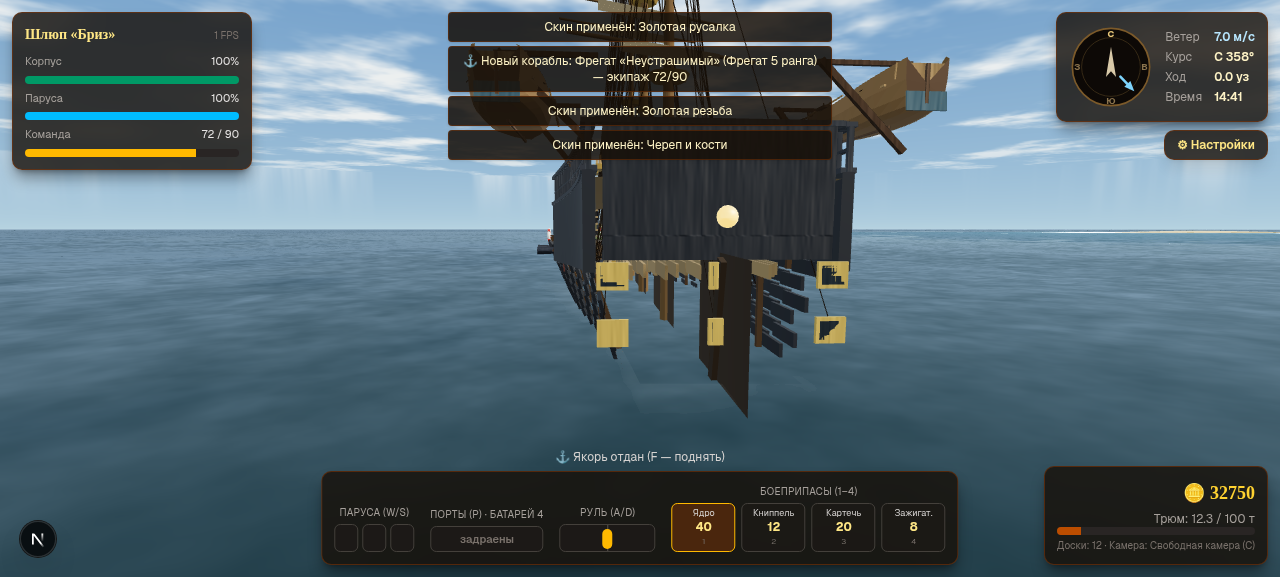 Шлюп «Бриз»
1 FPS
Корпус
100%
Паруса
100%
Команда
72 / 90
Скин применён: Золотая русалка
⚓ Новый корабль: Фрегат «Неустрашимый» (Фрегат 5 ранга)
— экипаж 72/90
Скин применён: Золотая резьба
Скин применён: Череп и кости
С
З
В
Ю
Ветер 7.0 м/с
Курс С 358°
Ход 0.0 уз
Время 14:41
⚙ Настройки
⚓ Якорь отдан (F — поднять)
ПАРУСА (W/S)
ПОРТЫ (P) · БАТАРЕЙ 4
задраены
РУЛЬ (A/D)
БОЕПРИПАСЫ (1–4)
Ядро
40
1
Книппель
12
2
Картечь
20
3
Зажигат.
8
4
N
🪙 32750
Трюм: 12.3 / 100 т
Доски: 12 · Камера: Свободная камера (C)